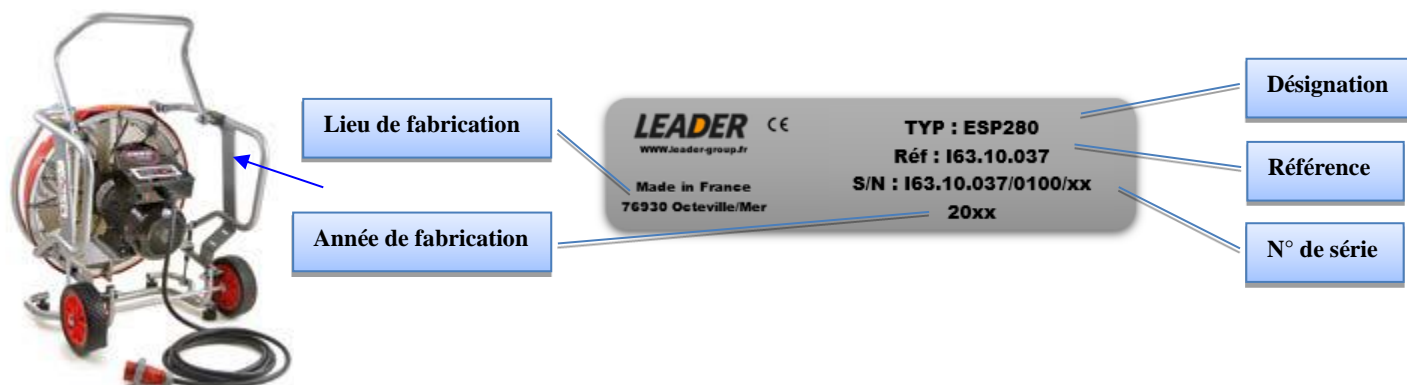 Lieu de fabrication
Année de fabrication
LEADER CE
WWW.leader-group.fr
Made in France
76930 Octeville/Mer
TYP : ESP280
Réf : I63.10.037
S/N : I63.10.037/0100/xx
20xx
Désignation
Référence
N° de série